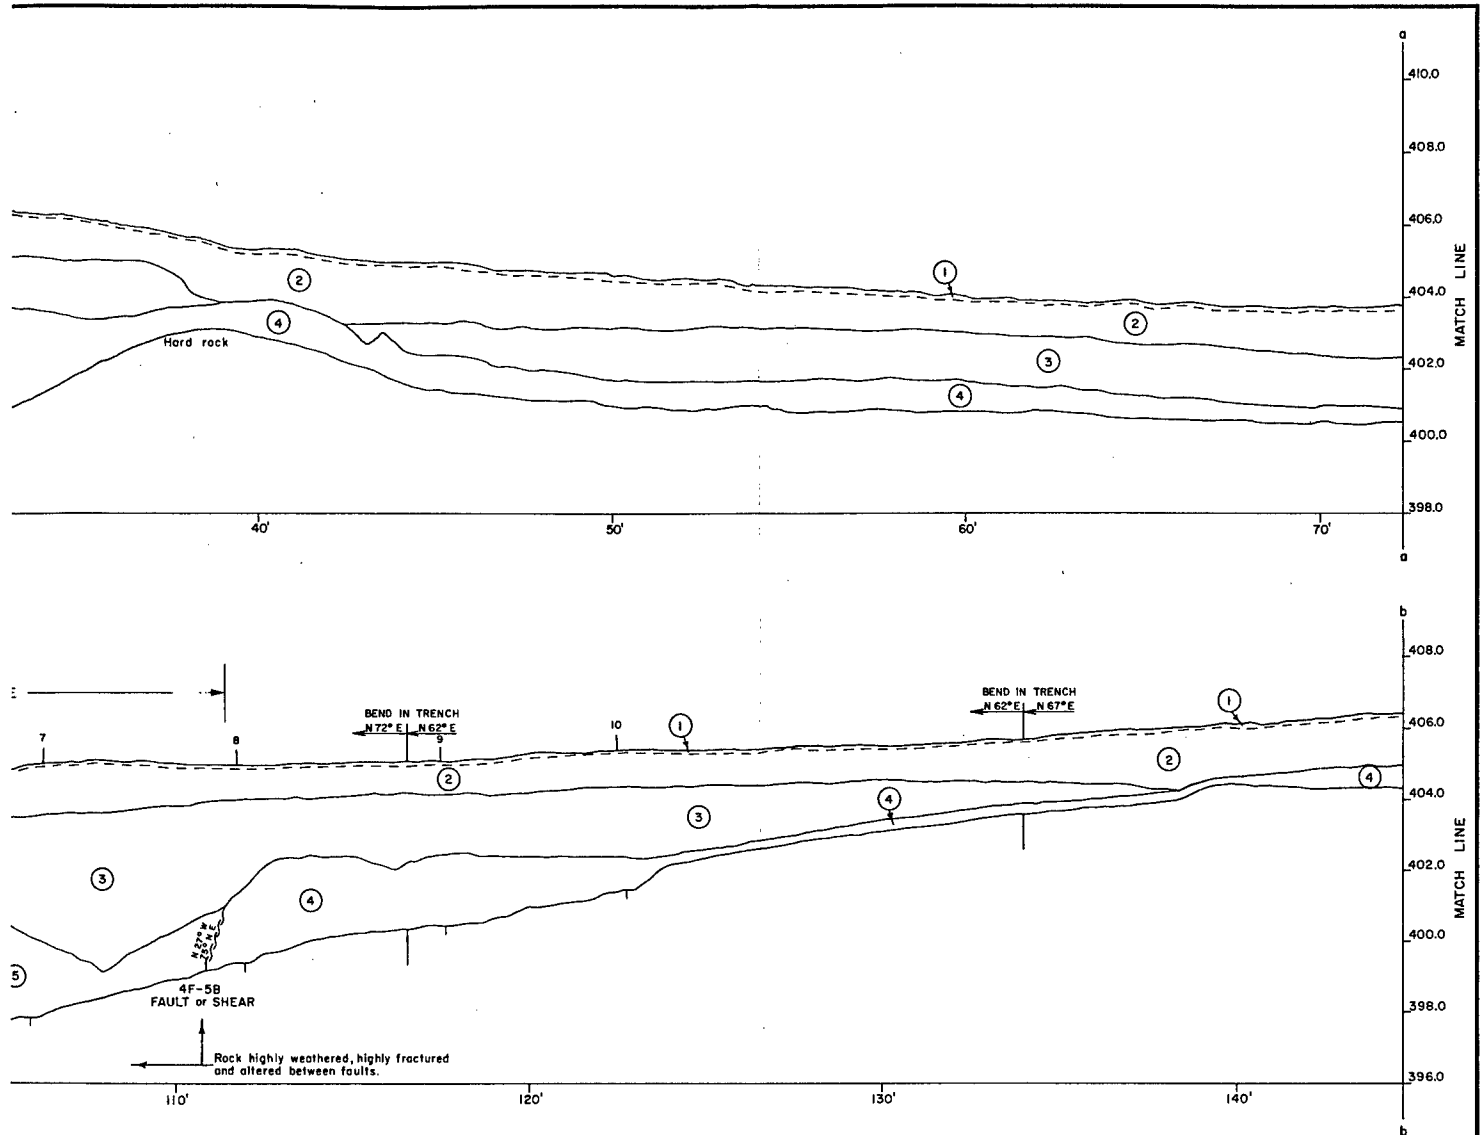 a
410.0
408.0
406.0
404.0
402.0
400.0
398.0
MATCH LINE
1
2
2
4
Hard rock
3
4
40'
50'
60'
70'
a
b
408.0
406.0
404.0
402.0
400.0
398.0
396.0
MATCH LINE
E
7
8
BEND IN TRENCH
N 72° E N 62° E
9
10
1
BEND IN TRENCH
N 62° E N 67° E
1
2
2
4
4
3
3
4
5
N 27° W
75° N E
4F-5B
FAULT or SHEAR
Rock highly weathered, highly fractured
and altered between faults.
110'
120'
130'
140'
b